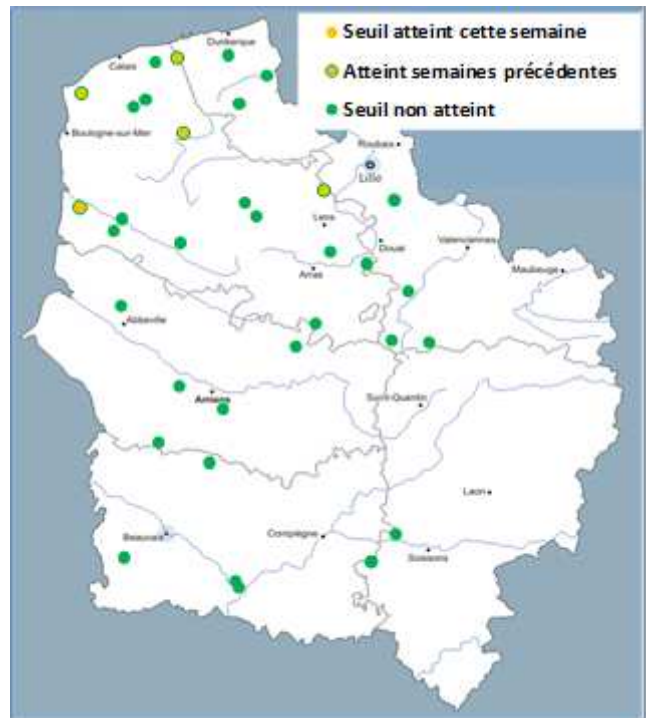 Seuil atteint cette semaine
Atteint semaines précédentes
Seuil non atteint
Dunkerque
Calais
Boulogne-sur-Mer
Roubaix
Lille
Lens
Douai
Valenciennes
Maubeuge
Arras
Abbeville
Amiens
Saint-Quentin
Laon
Beauvais
Compiègne
Soissons